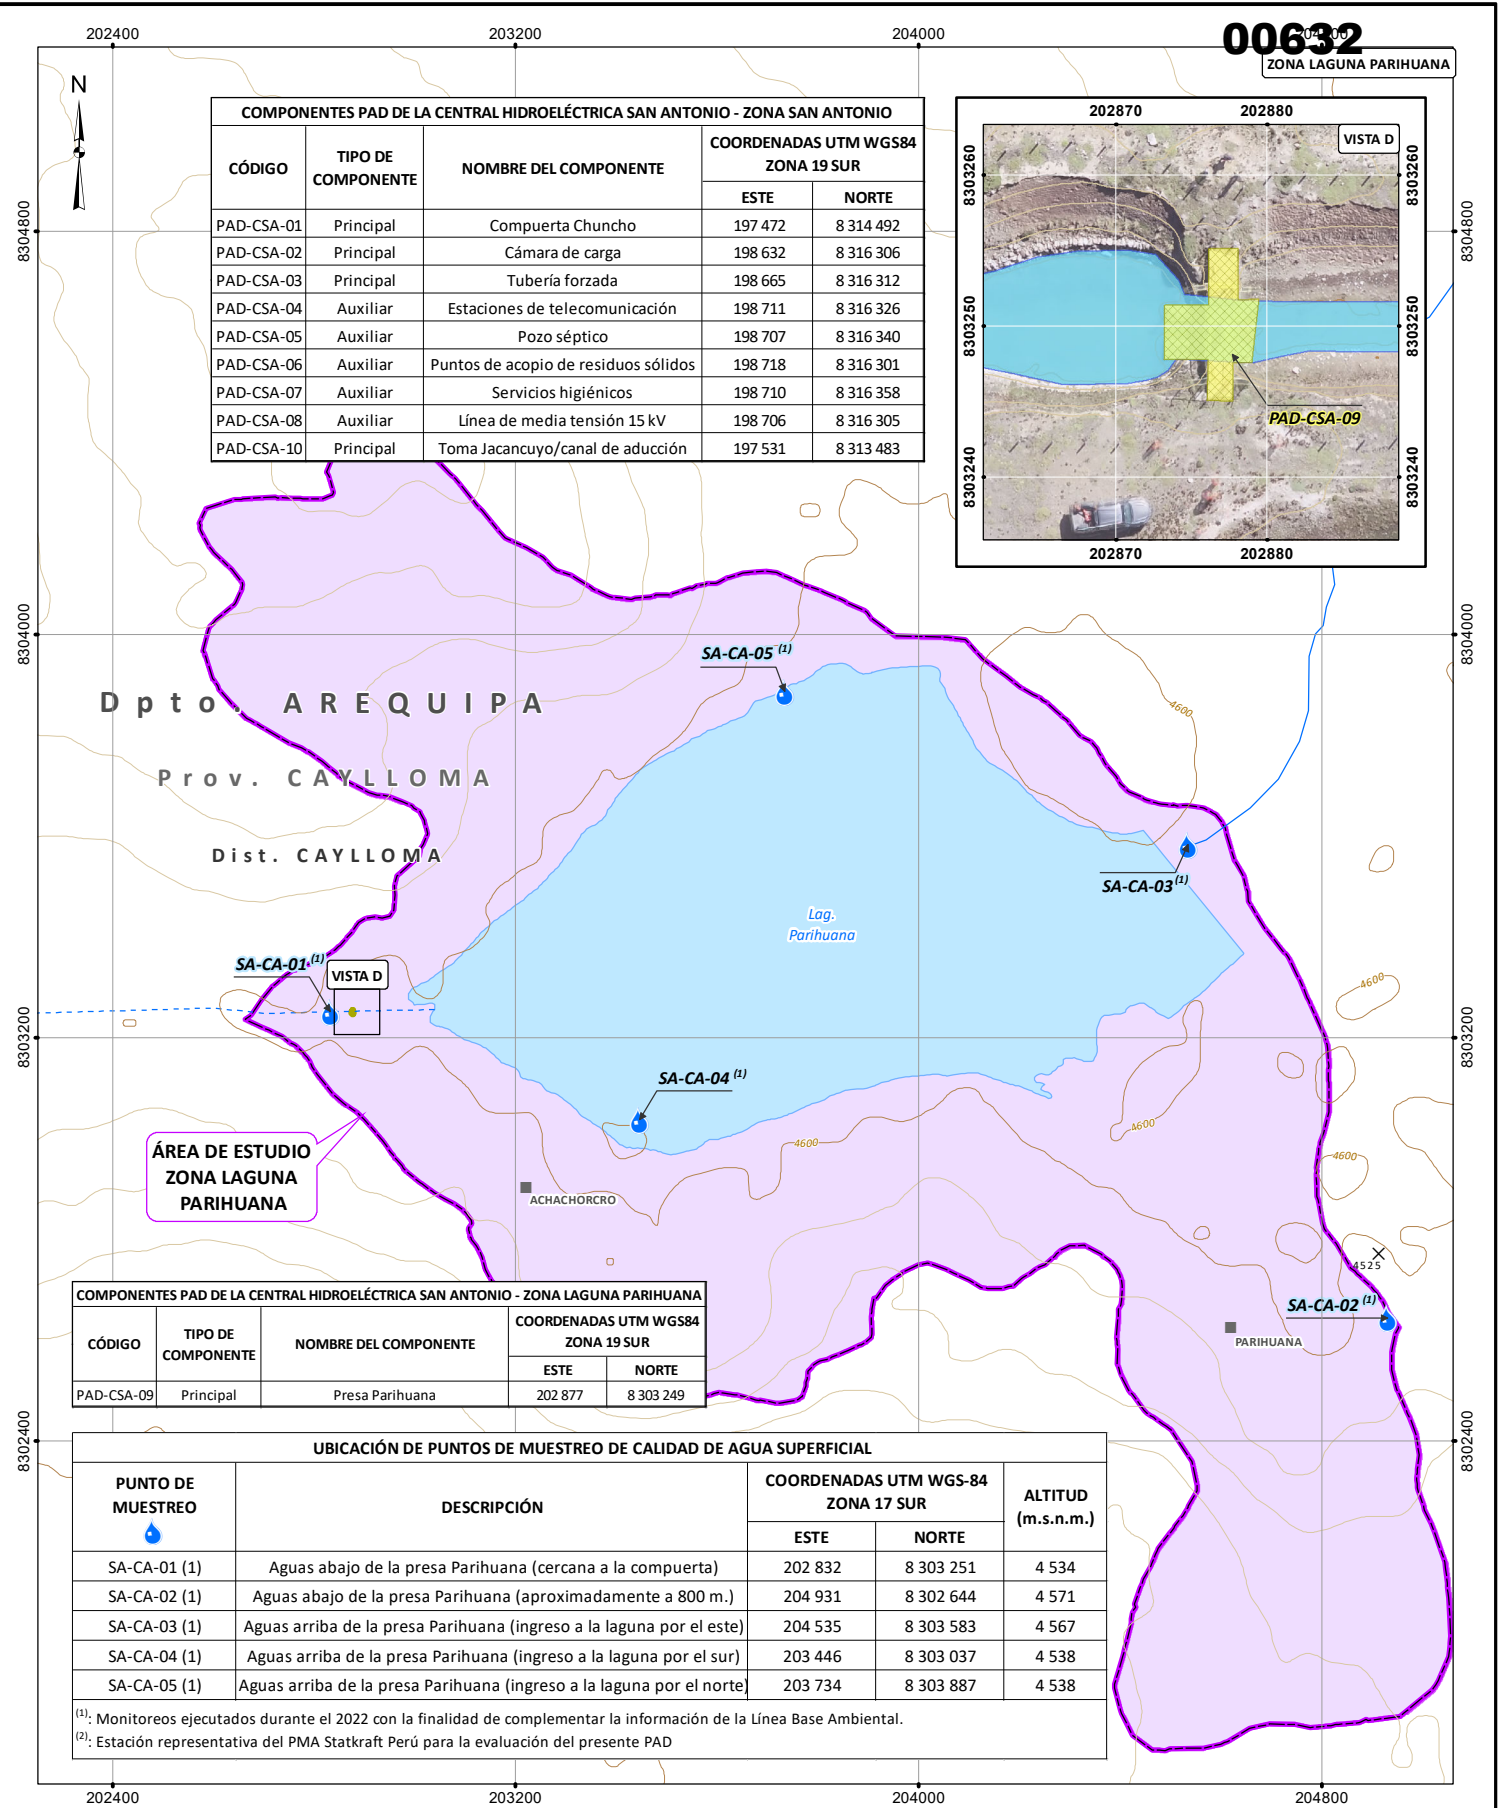 202400 203200 204000
00632
ZONA LAGUNA PARIHUANA
N
COMPONENTES PAD DE LA CENTRAL HIDROELÉCTRICA SAN ANTONIO - ZONA SAN ANTONIO
CÓDIGO TIPO DE COMPONENTE NOMBRE DEL COMPONENTE COORDENADAS UTM WGS84 ZONA 19 SUR
ESTE NORTE
PAD-CSA-01 Principal Compuerta Chuncho 197 472 8 314 492
PAD-CSA-02 Principal Cámara de carga 198 632 8 316 306
PAD-CSA-03 Principal Tubería forzada 198 665 8 316 312
PAD-CSA-04 Auxiliar Estaciones de telecomunicación 198 711 8 316 326
PAD-CSA-05 Auxiliar Pozo séptico 198 707 8 316 340
PAD-CSA-06 Auxiliar Puntos de acopio de residuos sólidos 198 718 8 316 301
PAD-CSA-07 Auxiliar Servicios higiénicos 198 710 8 316 358
PAD-CSA-08 Auxiliar Línea de media tensión 15 kV 198 706 8 316 305
PAD-CSA-10 Principal Toma Jacancuyo/canal de aducción 197 531 8 313 483
202870 202880
VISTA D
8303260 8303260
8303250 8303250
PAD-CSA-09
8303240 8303240
202870 202880
8304800 8304800
8304000 8304000
SA-CA-05 (1)
Dpto. AREQUIPA
4600
Prov. CAYLLOMA
Dist. CAYLLOMA
SA-CA-03 (1)
Lag.
Parihuana
SA-CA-01 (1)
VISTA D
4600
8303200 8303200
SA-CA-04 (1)
4600
4600
4600
ÁREA DE ESTUDIO
ZONA LAGUNA
PARIHUANA
ACHACHORCRO
4525
SA-CA-02 (1)
PARIHUANA
COMPONENTES PAD DE LA CENTRAL HIDROELÉCTRICA SAN ANTONIO - ZONA LAGUNA PARIHUANA
CÓDIGO TIPO DE COMPONENTE NOMBRE DEL COMPONENTE COORDENADAS UTM WGS84 ZONA 19 SUR
ESTE NORTE
PAD-CSA-09 Principal Presa Parihuana 202 877 8 303 249
8302400 8302400
UBICACIÓN DE PUNTOS DE MUESTREO DE CALIDAD DE AGUA SUPERFICIAL
PUNTO DE MUESTREO DESCRIPCIÓN COORDENADAS UTM WGS-84 ZONA 17 SUR ALTITUD (m.s.n.m.)
ESTE NORTE
SA-CA-01 (1) Aguas abajo de la presa Parihuana (cercana a la compuerta) 202 832 8 303 251 4 534
SA-CA-02 (1) Aguas abajo de la presa Parihuana (aproximadamente a 800 m.) 204 931 8 302 644 4 571
SA-CA-03 (1) Aguas arriba de la presa Parihuana (ingreso a la laguna por el este) 204 535 8 303 583 4 567
SA-CA-04 (1) Aguas arriba de la presa Parihuana (ingreso a la laguna por el sur) 203 446 8 303 037 4 538
SA-CA-05 (1) Aguas arriba de la presa Parihuana (ingreso a la laguna por el norte) 203 734 8 303 887 4 538
(1): Monitoreos ejecutados durante el 2022 con la finalidad de complementar la información de la Línea Base Ambiental.
(2): Estación representativa del PMA Statkraft Perú para la evaluación del presente PAD
202400 203200 204000 204800